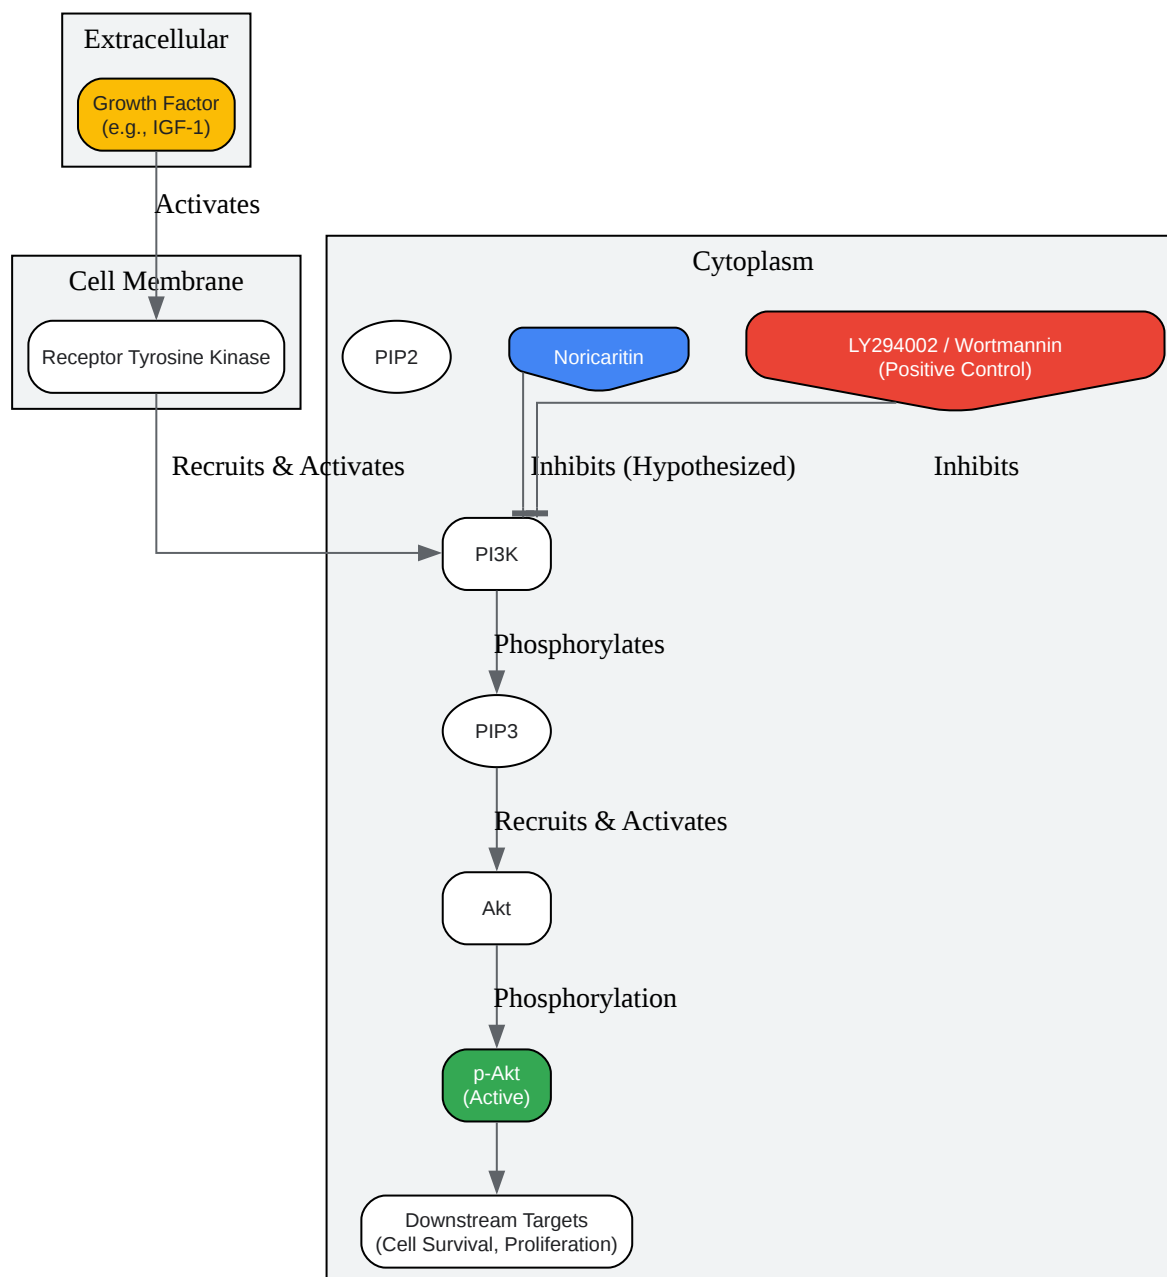 Extracellular
Growth Factor
(e.g., IGF-1)
Activates
Cell Membrane
Receptor Tyrosine Kinase
Cytoplasm
PIP2
Noricaritin
LY294002 / Wortmannin
(Positive Control)
Recruits & Activates
Inhibits (Hypothesized)
Inhibits
PI3K
Phosphorylates
PIP3
Recruits & Activates
Akt
Phosphorylation
p-Akt
(Active)
Downstream Targets
(Cell Survival, Proliferation)